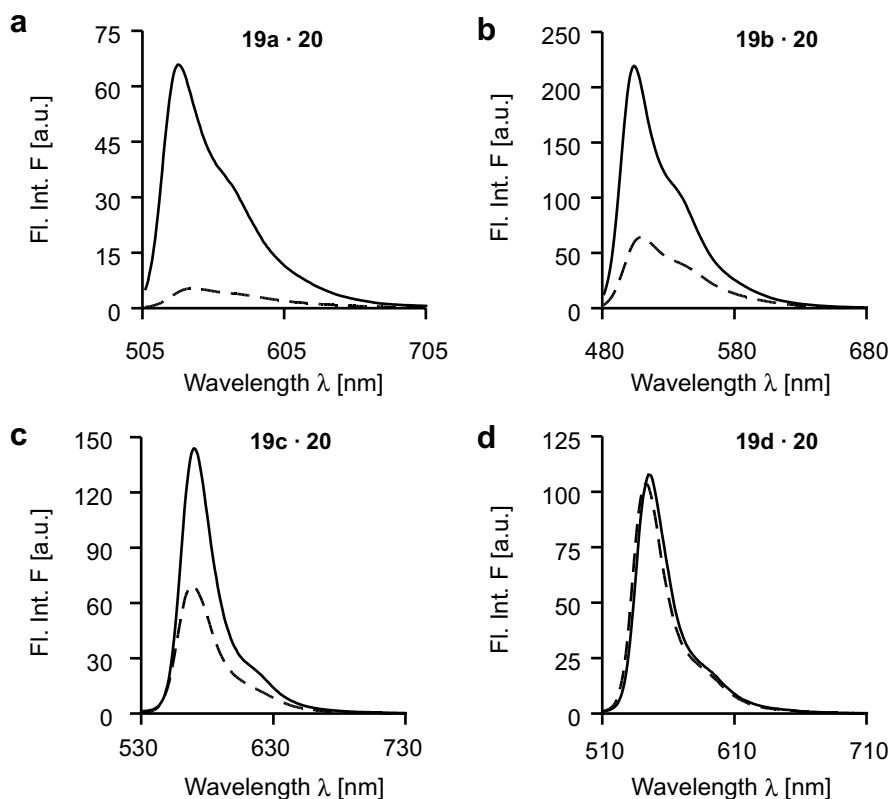 a
19a · 20
75
60
45
30
15
0
505 605 705
Fl. Int. F [a.u.]
Wavelength λ [nm]
b
19b · 20
250
200
150
100
50
0
480 580 680
Fl. Int. F [a.u.]
Wavelength λ [nm]
c
19c · 20
150
120
90
60
30
0
530 630 730
Fl. Int. F [a.u.]
Wavelength λ [nm]
d
19d · 20
125
100
75
50
25
0
510 610 710
Fl. Int. F [a.u.]
Wavelength λ [nm]